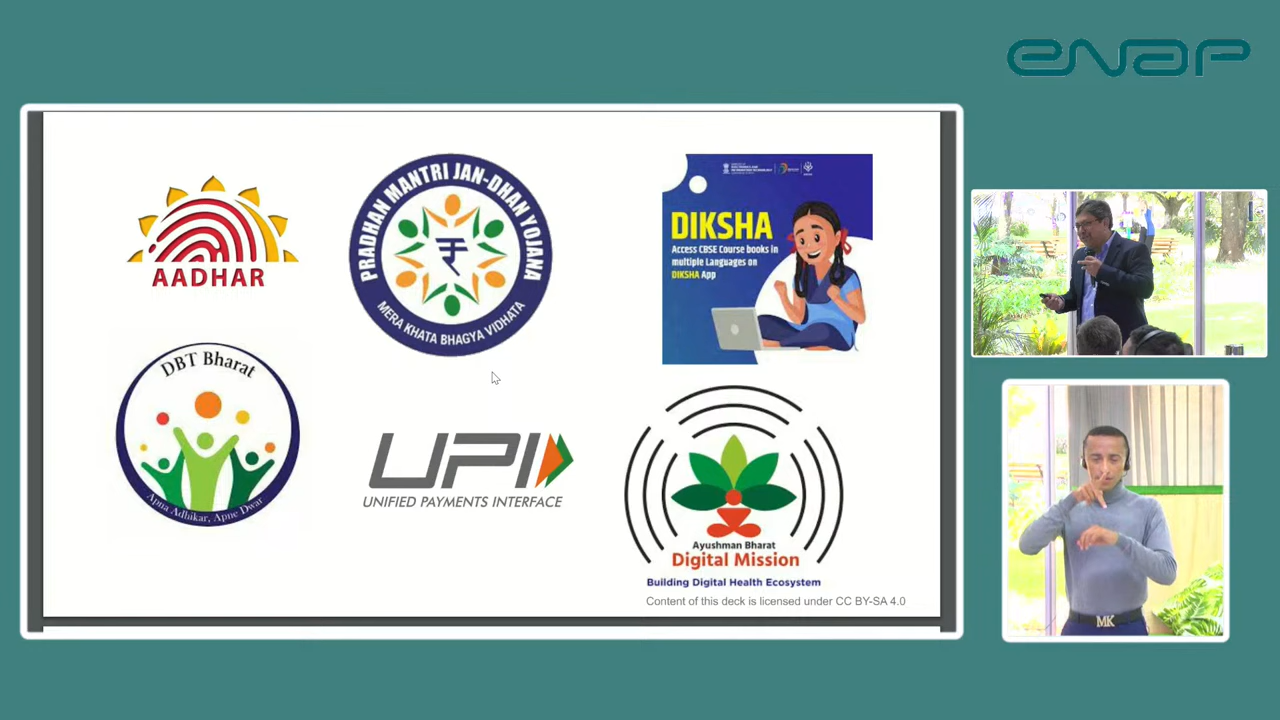 enap
AADHAR
PRADHAN MANTRI JAN-DHAN YOJANA
MERA KHATA BHAGYA VIDHATA
DIKSHA
Access CBSE Course books in
multiple Languages on
DIKSHA App
DBT Bharat
Apna Adhikar, Apne Dwar
UPI
UNIFIED PAYMENTS INTERFACE
Ayushman Bharat
Digital Mission
Building Digital Health Ecosystem
Content of this deck is licensed under CC BY-SA 4.0
MK